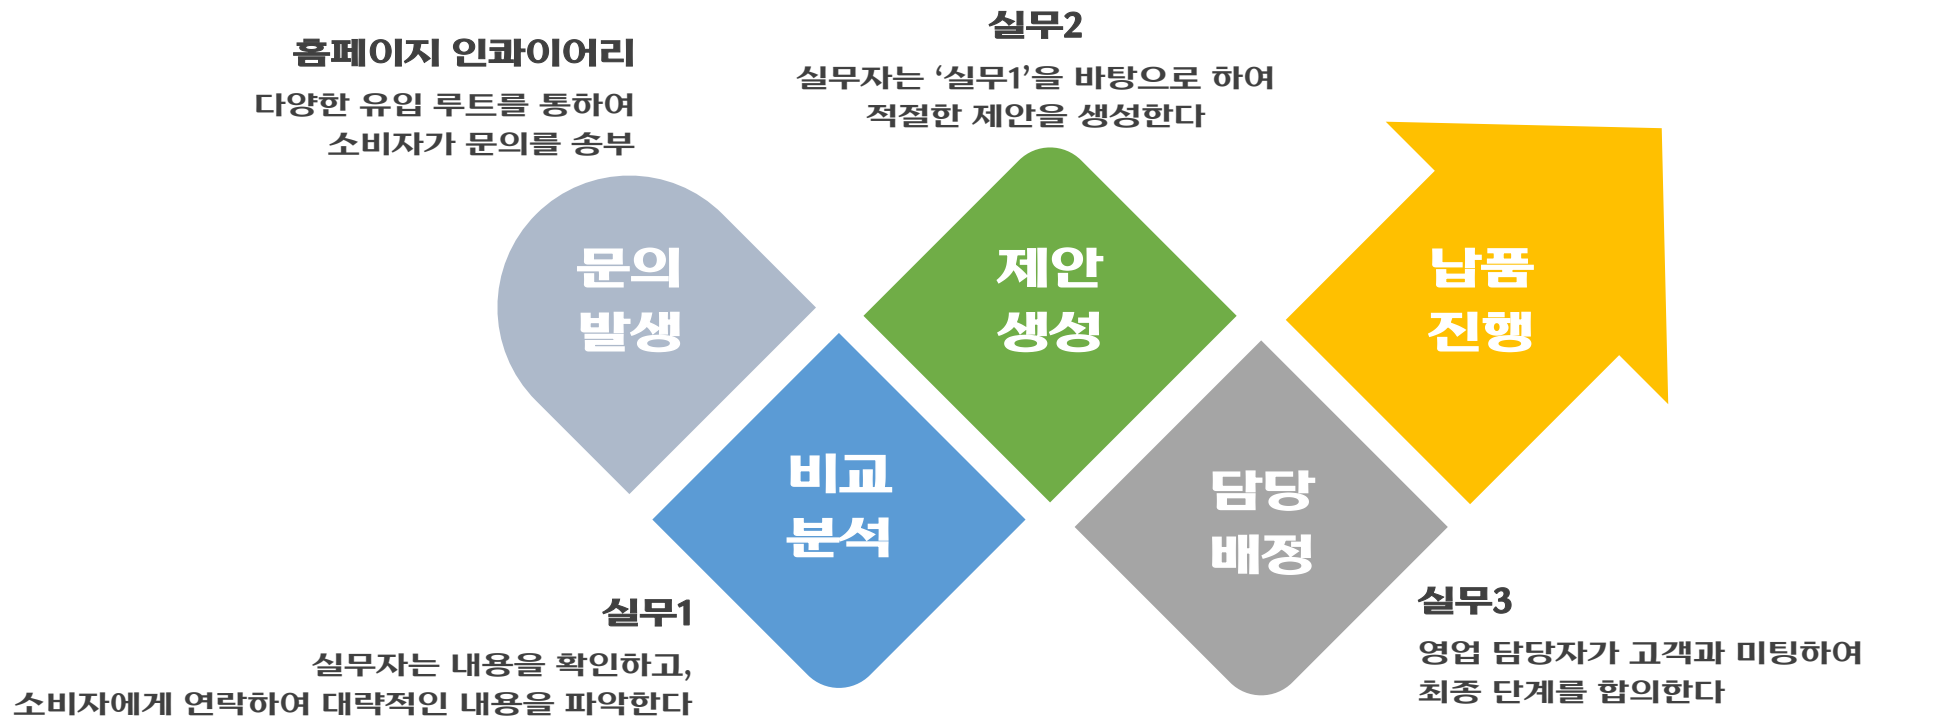 홈페이지 인콰이어리
다양한 유입 루트를 통하여
소비자가 문의를 송부
문의
발생
비교
분석
실무1
실무자는 내용을 확인하고,
소비자에게 연락하여 대략적인 내용을 파악한다
실무2
실무자는 ‘실무1’을 바탕으로 하여
적절한 제안을 생성한다
제안
생성
담당
배정
실무3
영업 담당자가 고객과 미팅하여
최종 단계를 합의한다
납품
진행